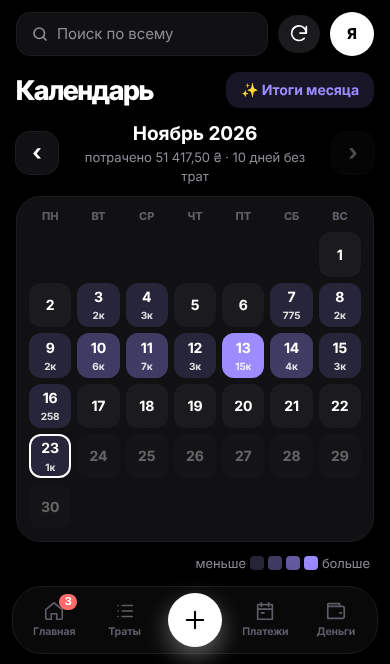 Поиск по всему
Я
Календарь
✨ Итоги месяца
‹
Ноябрь 2026
›
потрачено 51 417,50 ₴ · 10 дней без
трат
ПН ВТ СР ЧТ ПТ СБ ВС
1
2 3 4 5 6 7 8
2к 3к 775 2к
9 10 11 12 13 14 15
2к 6к 7к 3к 15к 4к 3к
16 17 18 19 20 21 22
258
23 24 25 26 27 28 29
1к
30
меньше больше
3
+
Главная Траты Платежи Деньги